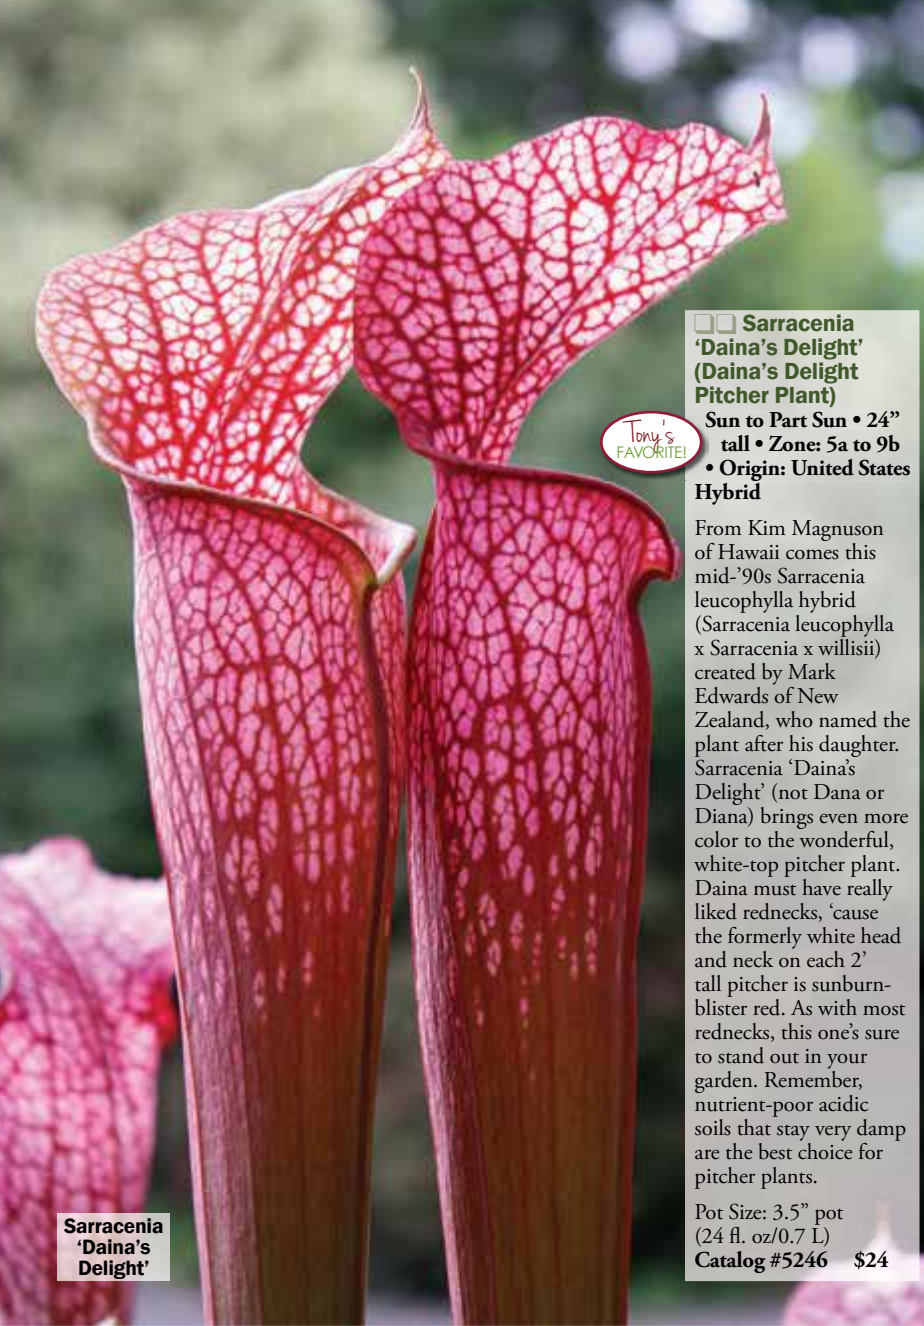 ❏❏ Sarracenia
‘Daina’s Delight’
(Daina’s Delight
Pitcher Plant)
Tony's
FAVORITE!
Sun to Part Sun • 24”
tall • Zone: 5a to 9b
• Origin: United States
Hybrid
From Kim Magnuson
of Hawaii comes this
mid-’90s Sarracenia
leucophylla hybrid
(Sarracenia leucophylla
x Sarracenia x willisii)
created by Mark
Edwards of New
Zealand, who named the
plant after his daughter.
Sarracenia ‘Daina’s
Delight’ (not Dana or
Diana) brings even more
color to the wonderful,
white-top pitcher plant.
Daina must have really
liked rednecks, ‘cause
the formerly white head
and neck on each 2’
tall pitcher is sunburn-
blister red. As with most
rednecks, this one’s sure
to stand out in your
garden. Remember,
nutrient-poor acidic
soils that stay very damp
are the best choice for
pitcher plants.
Pot Size: 3.5” pot
(24 fl. oz/0.7 L)
Catalog #5246 $24
Sarracenia
‘Daina’s
Delight’